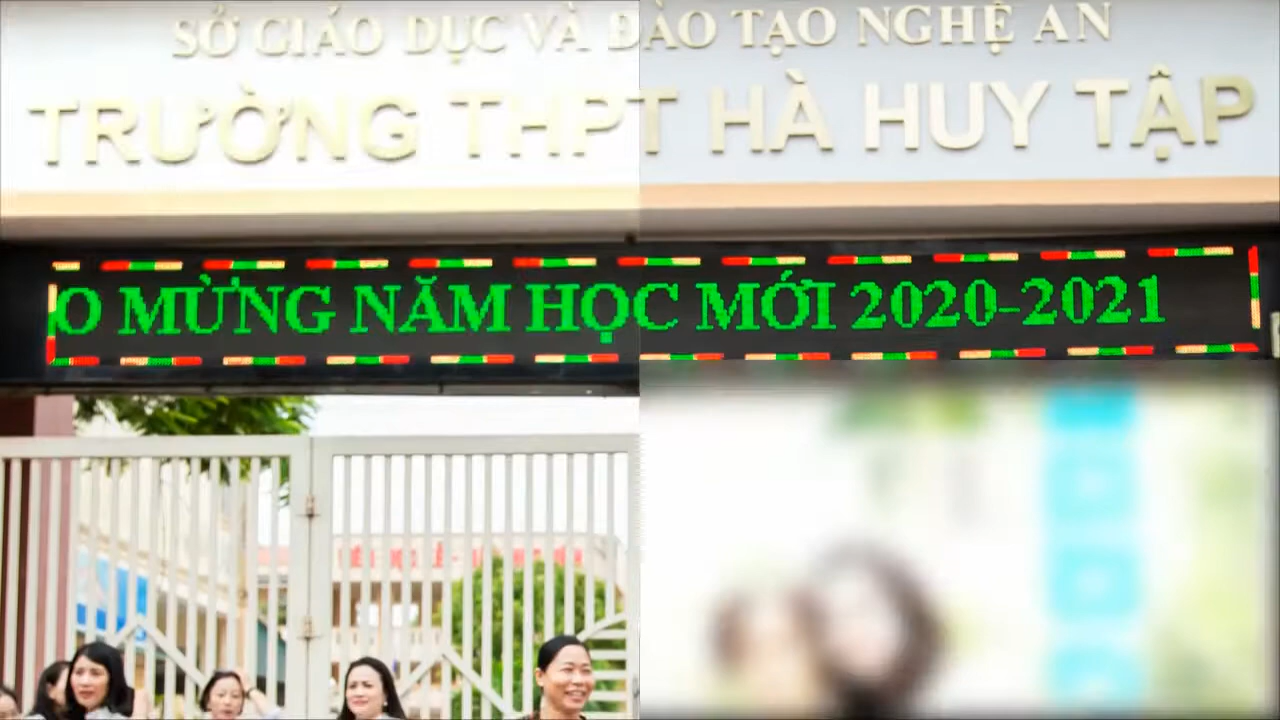 SỞ GIÁO DỤC VÀ ĐÀO TẠO NGHỆ AN
TRƯỜNG THPT HÀ HUY TẬP
O MỪNG NĂM HỌC MỚI 2020-2021